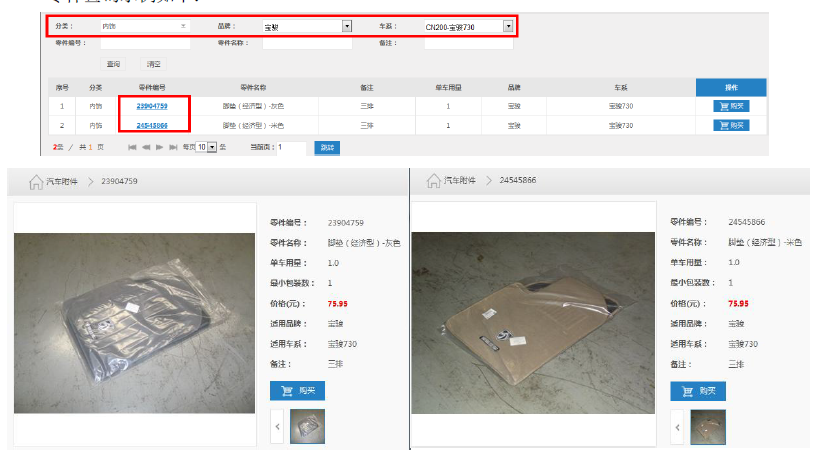 分类： 内饰 品牌： 宝骏 车系： CN200-宝骏730
零件编号： 零件名称： 备注：
查询 清空
序号 分类 零件编号 零件名称 备注 单车用量 品牌 车系 操作
1 内饰 23904759 脚垫（经济型）-灰色 三排 1 宝骏 宝骏730 购买
2 内饰 24545866 脚垫（经济型）-米色 三排 1 宝骏 宝骏730 购买
2条 / 共 1 页 每页 10 条 当前页：1 跳转
汽车附件 > 23904759
零件编号： 23904759
零件名称： 脚垫（经济型）-灰色
单车用量： 1.0
最小包装数： 1
价格(元)： 75.95
适用品牌： 宝骏
适用车系： 宝骏730
备注： 三排
购买
汽车附件 > 24545866
零件编号： 24545866
零件名称： 脚垫（经济型）-米色
单车用量： 1.0
最小包装数： 1
价格(元)： 75.95
适用品牌： 宝骏
适用车系： 宝骏730
备注： 三排
购买